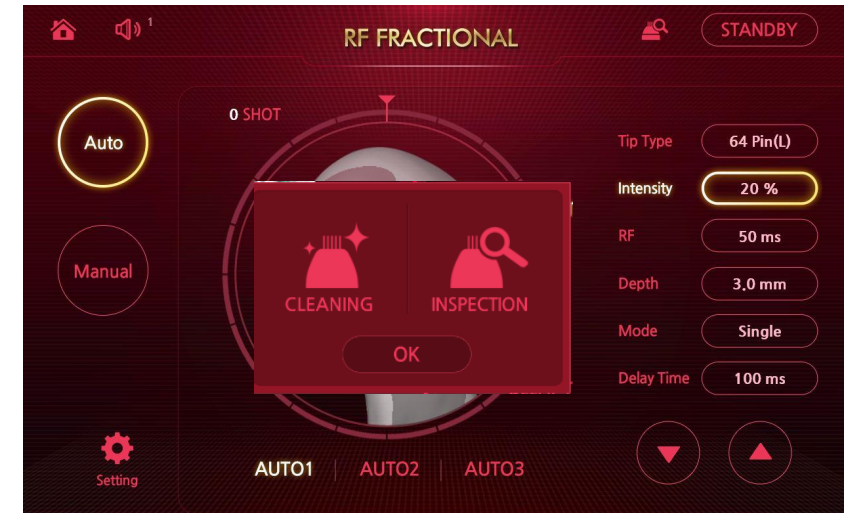 1
RF FRACTIONAL
STANDBY
0 SHOT
Auto
Manual
Setting
CLEANING
INSPECTION
OK
AUTO1
AUTO2
AUTO3
Tip Type
64 Pin(L)
Intensity
20 %
RF
50 ms
Depth
3.0 mm
Mode
Single
Delay Time
100 ms